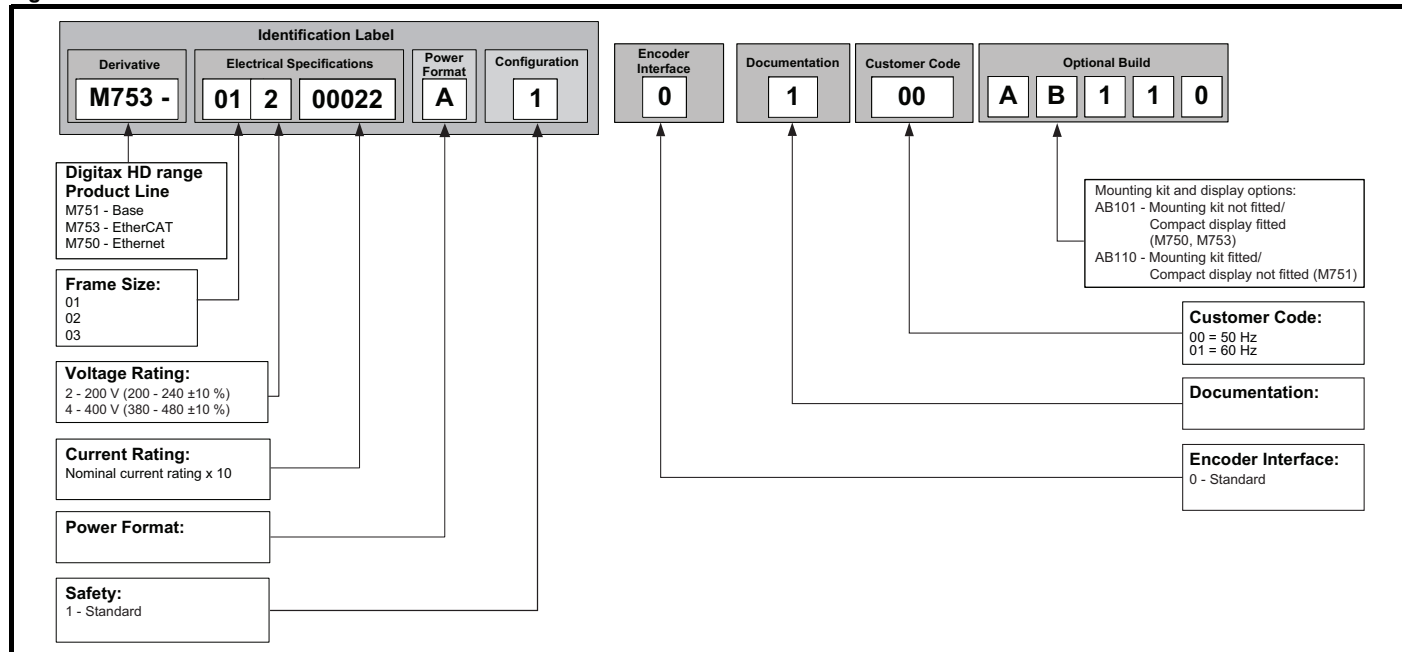 Identification Label
Derivative
Electrical Specifications
Power
Format
Configuration
Encoder
Interface
Documentation
Customer Code
Optional Build
M753 -
01 2 00022
A
1
0
1
00
A B 1 1 0
Digitax HD range
Product Line
M751 - Base
M753 - EtherCAT
M750 - Ethernet
Frame Size:
01
02
03
Voltage Rating:
2 - 200 V (200 - 240 ±10 %)
4 - 400 V (380 - 480 ±10 %)
Current Rating:
Nominal current rating x 10
Power Format:
Safety:
1 - Standard
Mounting kit and display options:
AB101 - Mounting kit not fitted/
Compact display fitted
(M750, M753)
AB110 - Mounting kit fitted/
Compact display not fitted (M751)
Customer Code:
00 = 50 Hz
01 = 60 Hz
Documentation:
Encoder Interface:
0 - Standard